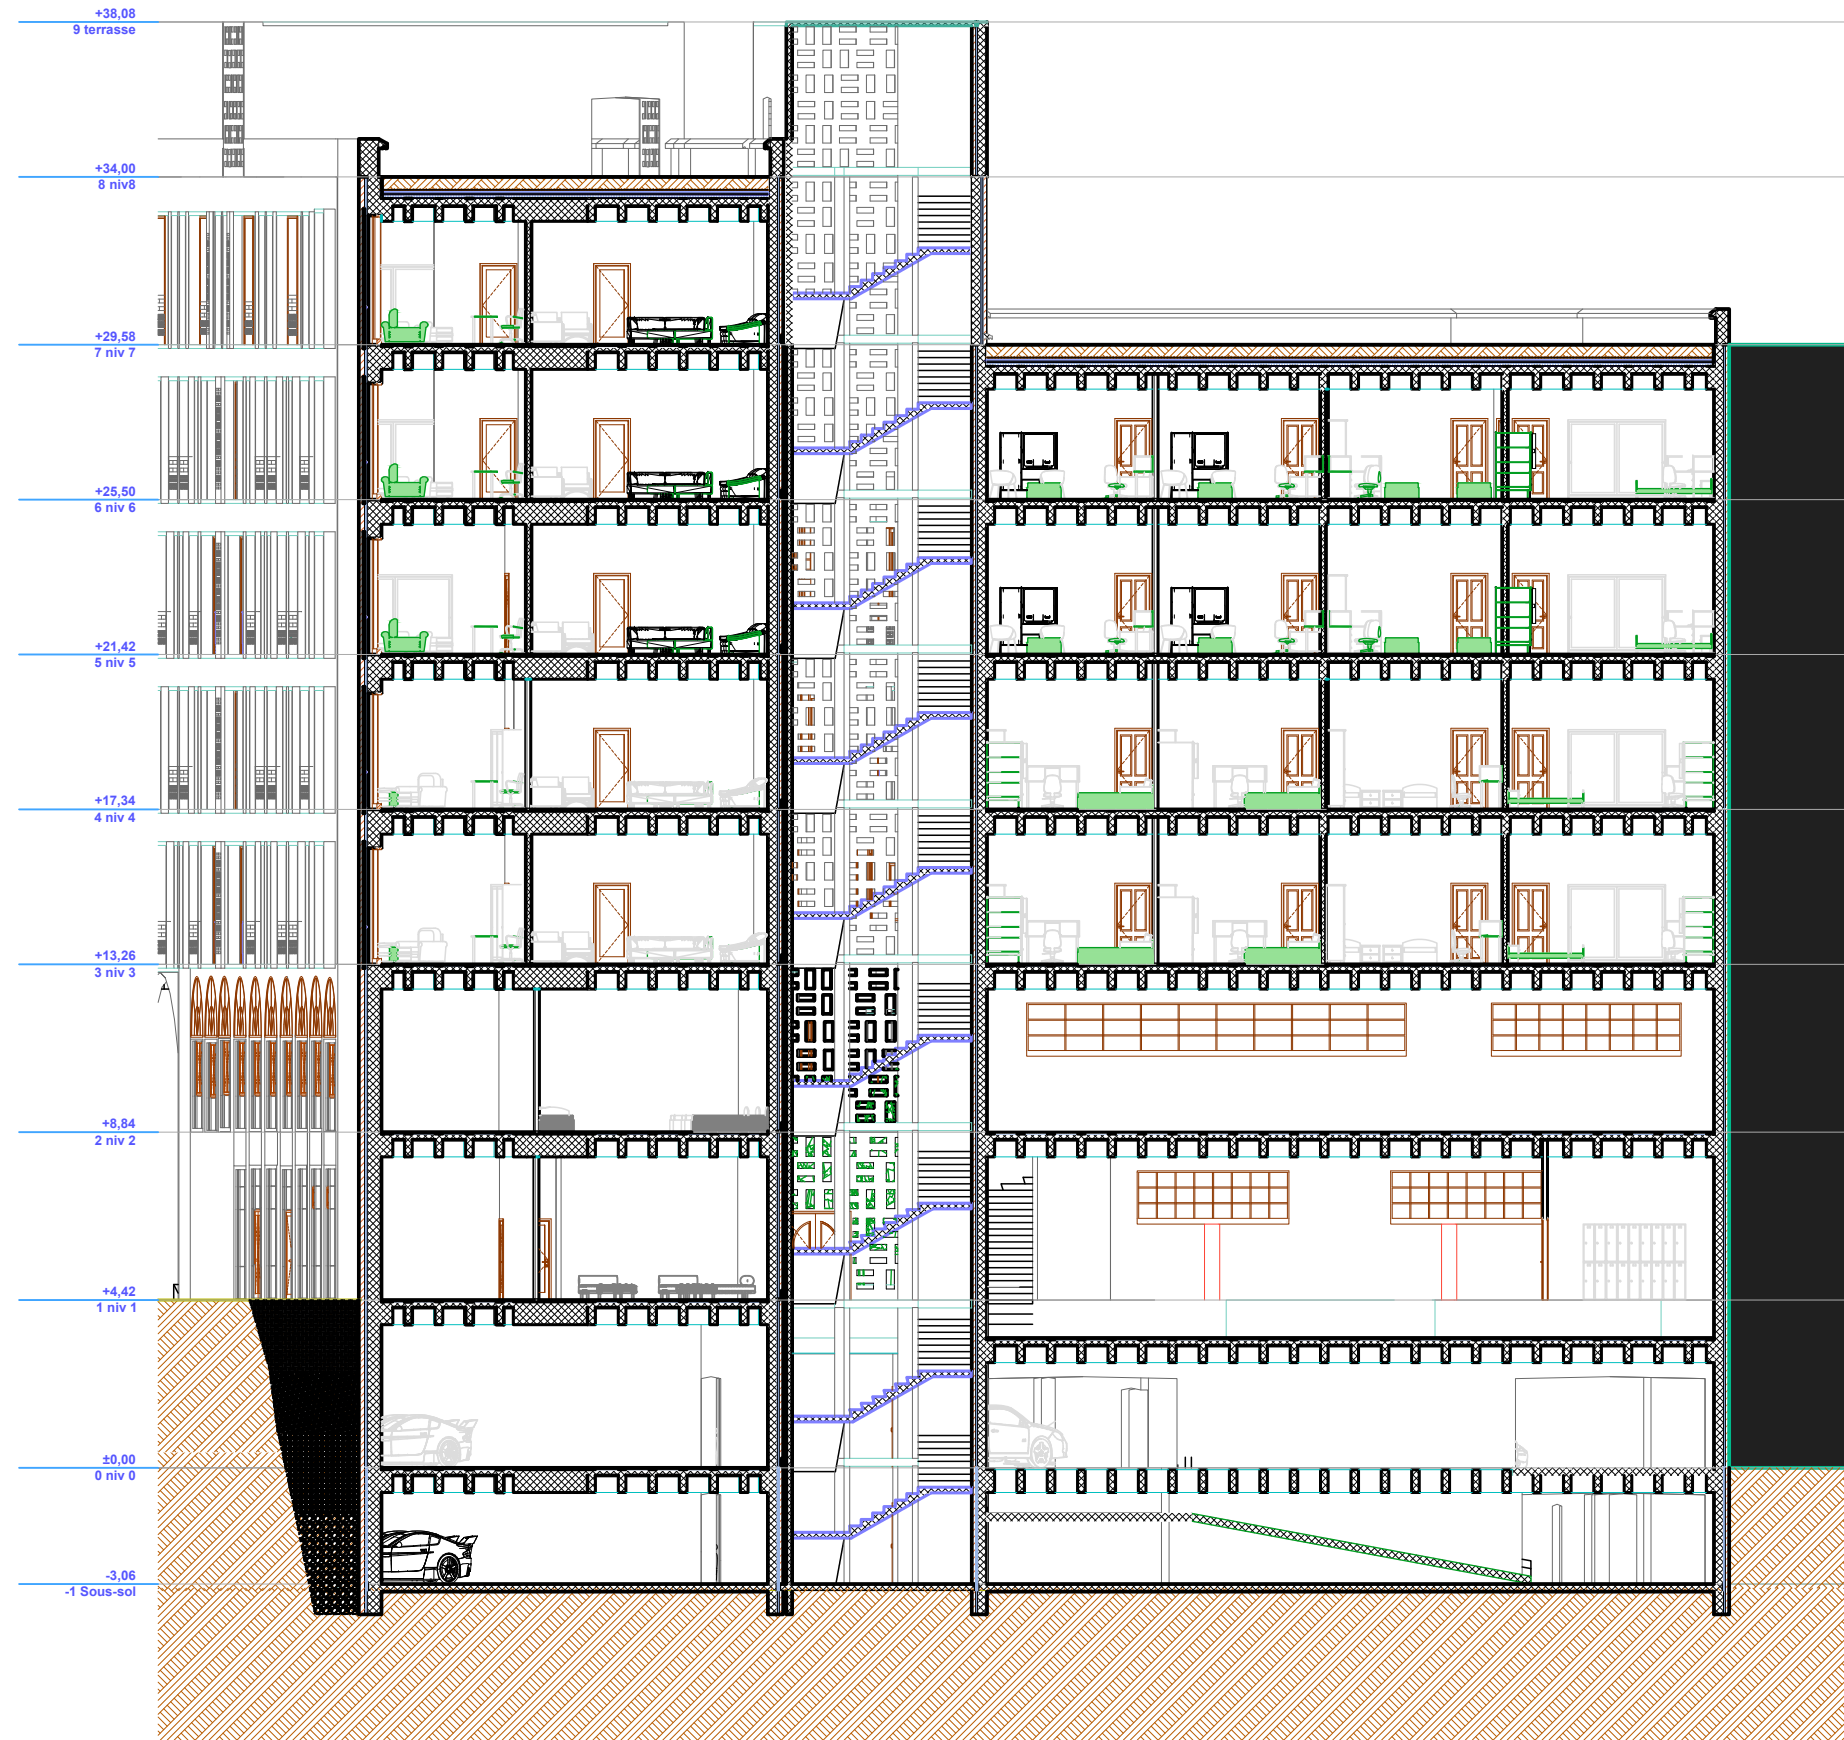 +38,08
9 terrasse
+34,00
8 niv8
+29,58
7 niv 7
+25,50
6 niv 6
+21,42
5 niv 5
+17,34
4 niv 4
+13,26
3 niv 3
+8,84
2 niv 2
+4,42
1 niv 1
±0,00
0 niv 0
-3,06
-1 Sous-sol